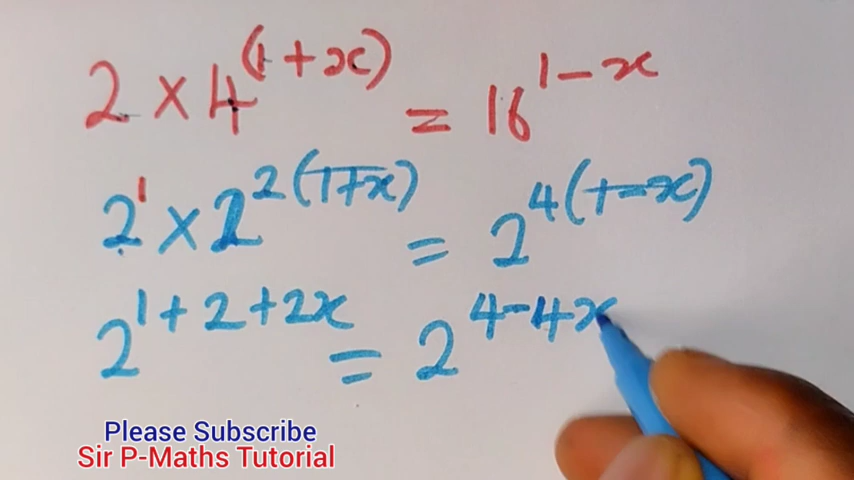 2 × 4^(1 + x) = 16^1 - x
2^1 × 2^2(1+x) = 2^4(1-x)
2^1 + 2 + 2x = 2^4 - 4x
Please Subscribe
Sir P-Maths Tutorial